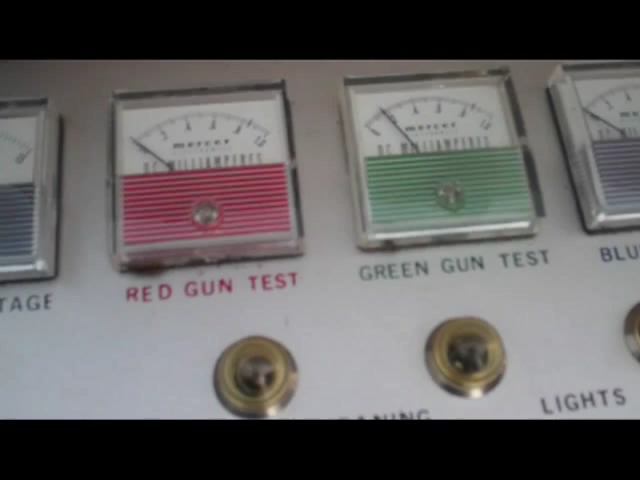 mercer
DC MILLIAMPERES
mercer
DC MILLIAMPERES
TAGE
RED GUN TEST
GREEN GUN TEST
BLU
LIGHTS